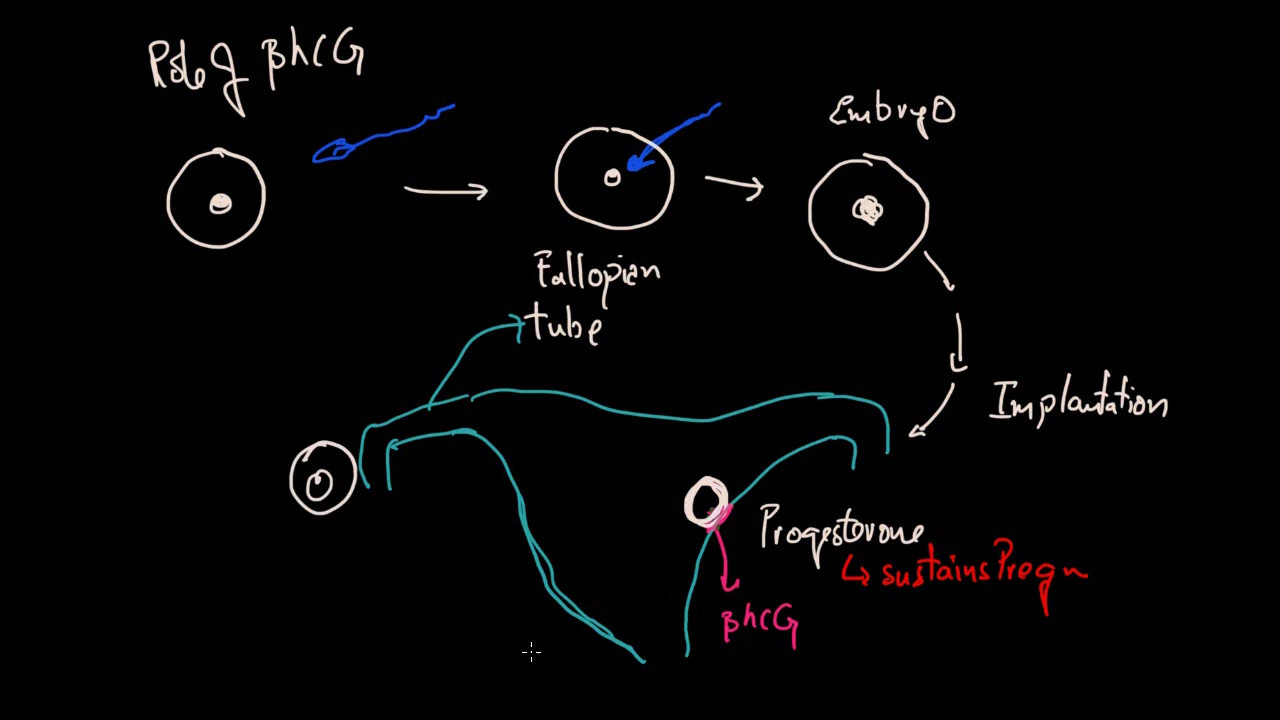 Role of βhCG
Embryo
Fallopian
tube
Implantation
Progesterone
↳ sustains Pregn
βhCG